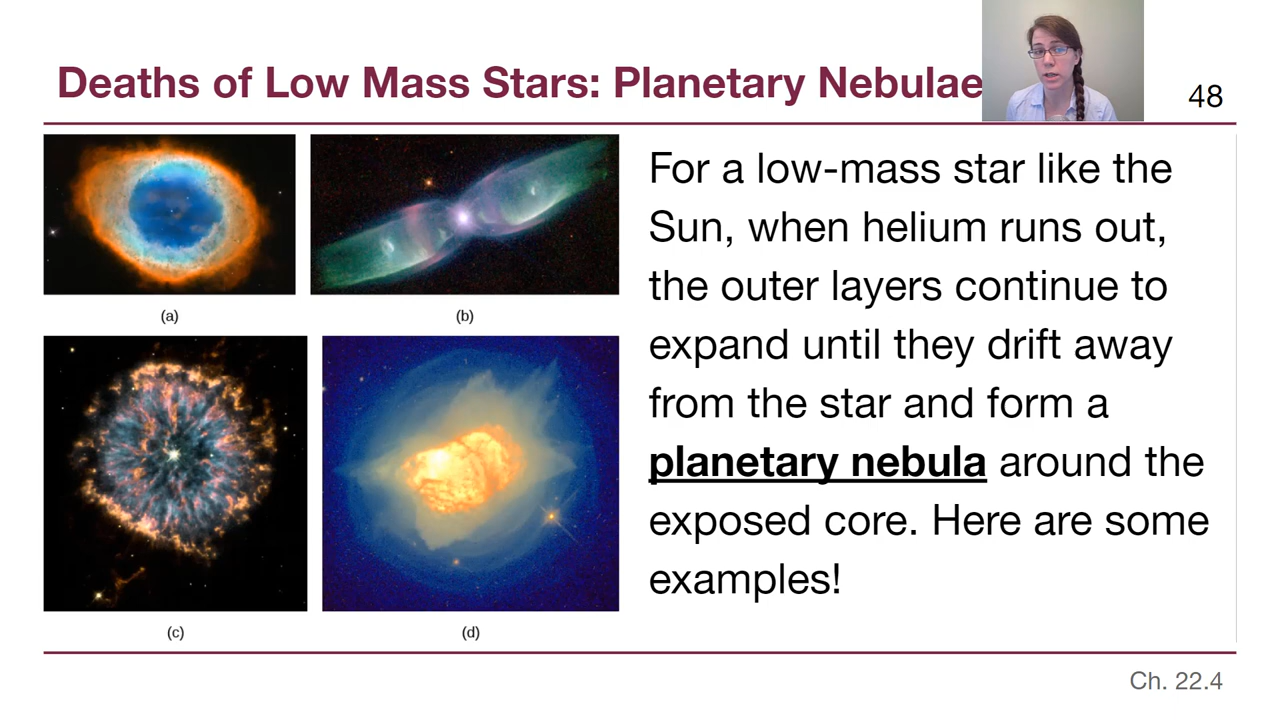 Deaths of Low Mass Stars: Planetary Nebulae
48
(a)
(b)
(c)
(d)
For a low-mass star like the
Sun, when helium runs out,
the outer layers continue to
expand until they drift away
from the star and form a
planetary nebula around the
exposed core. Here are some
examples!
Ch. 22.4